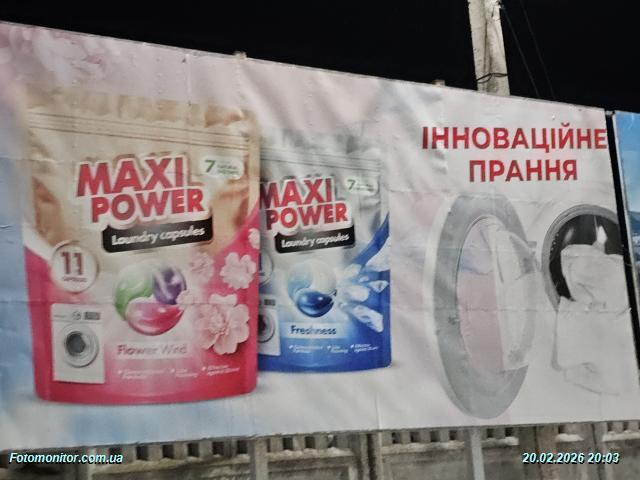 ІННОВАЦІЙНЕ
ПРАННЯ
MAXI
POWER
Laundry capsules
7
11
Flower Wind
MAXI
POWER
Laundry capsules
7
Freshness
Fotomonitor.com.ua
20.02.2026 20:03